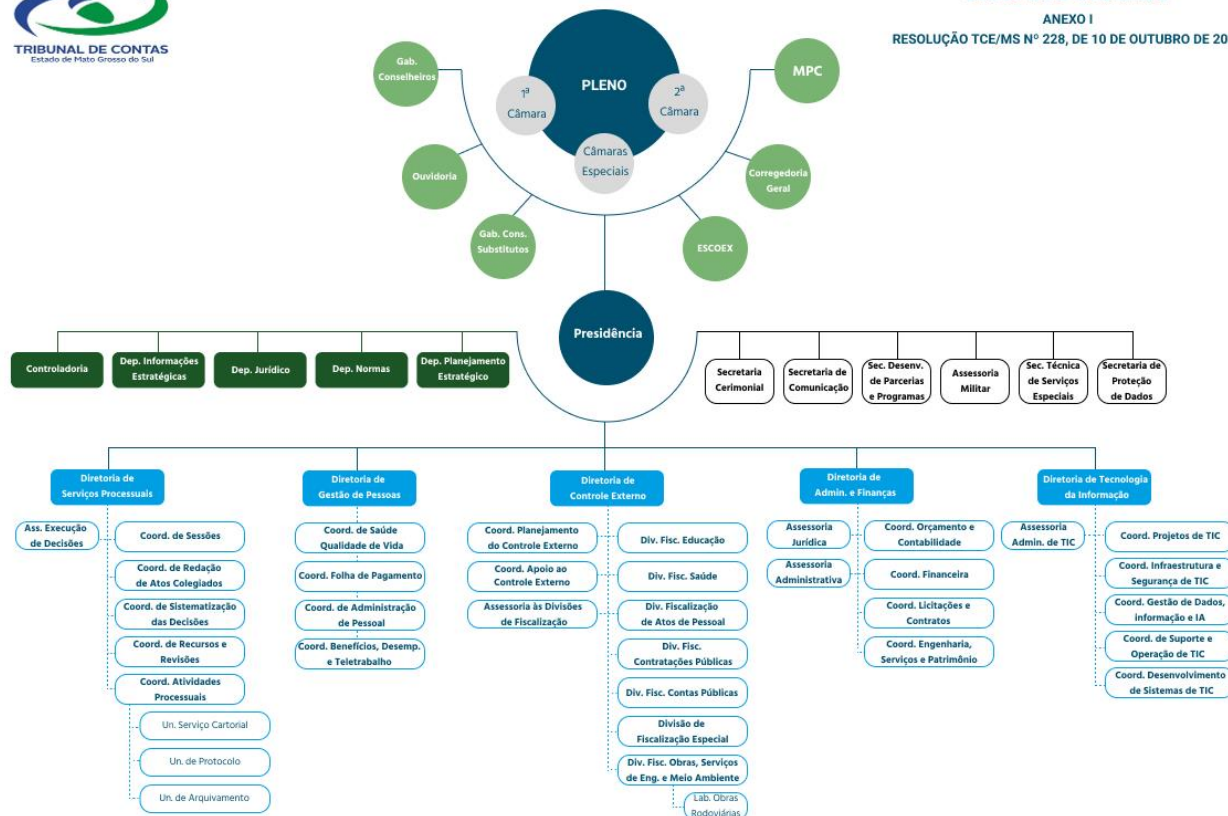 TRIBUNAL DE CONTAS
Estado de Mato Grosso do Sul
ANEXO I
RESOLUÇÃO TCE/MS Nº 228, DE 10 DE OUTUBRO DE 20
Gab.
Conselheiros
PLENO
1ª
Câmara
2ª
Câmara
Câmaras
Especiais
MPC
Ouvidoria
Corregedoria
Geral
Gab. Cons.
Substitutos
ESCOEX
Presidência
Controladoria
Dep. Informações
Estratégicas
Dep. Jurídico
Dep. Normas
Dep. Planejamento
Estratégico
Secretaria
Cerimonial
Secretaria de
Comunicação
Sec. Desenv.
de Parcerias
e Programas
Assessoria
Militar
Sec. Técnica
de Serviços
Especiais
Secretaria de
Proteção
de Dados
Diretoria de
Serviços Processuais
Ass. Execução
de Decisões
Coord. de Sessões
Coord. de Redação
de Atos Colegiados
Coord. de Sistematização
das Decisões
Coord. de Recursos e
Revisões
Coord. Atividades
Processuais
Un. Serviço Cartorial
Un. de Protocolo
Un. de Arquivamento
Diretoria de
Gestão de Pessoas
Coord. de Saúde
Qualidade de Vida
Coord. Folha de Pagamento
Coord. de Administração
de Pessoal
Coord. Benefícios, Desemp.
e Teletrabalho
Diretoria de
Controle Externo
Coord. Planejamento
do Controle Externo
Coord. Apoio ao
Controle Externo
Assessoria às Divisões
de Fiscalização
Div. Fisc. Educação
Div. Fisc. Saúde
Div. Fiscalização
de Atos de Pessoal
Div. Fisc.
Contratações Públicas
Div. Fisc. Contas Públicas
Divisão de
Fiscalização Especial
Div. Fisc. Obras, Serviços
de Eng. e Meio Ambiente
Lab. Obras
Rodoviárias
Diretoria de
Admin. e Finanças
Assessoria
Jurídica
Assessoria
Administrativa
Coord. Orçamento e
Contabilidade
Coord. Financeira
Coord. Licitações e
Contratos
Coord. Engenharia,
Serviços e Patrimônio
Diretoria de Tecnologia
da Informação
Assessoria
Admin. de TIC
Coord. Projetos de TIC
Coord. Infraestrutura e
Segurança de TIC
Coord. Gestão de Dados,
informação e IA
Coord. de Suporte e
Operação de TIC
Coord. Desenvolvimento
de Sistemas de TIC